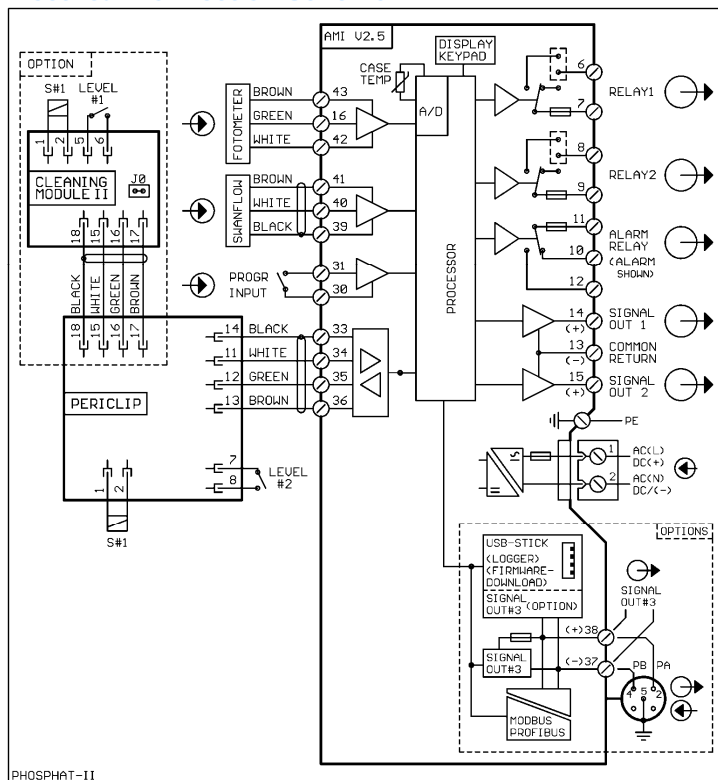 AMI V2.5
OPTION
S#1
LEVEL
#1
1
2
5
6
CLEANING
MODULE II
J0
18
15
16
17
BLACK
WHITE
GREEN
BROWN
18
15
16
17
PERICLIP
14 BLACK 33
11 WHITE 34
12 GREEN 35
13 BROWN 36
7
8
LEVEL
#2
1
2
S#1
FOTOMETER
BROWN 43
GREEN 16
WHITE 42
SWANFLOW
BROWN 41
WHITE 40
BLACK 39
PROGR
INPUT
31
30
CASE
TEMP
DISPLAY
KEYPAD
A/D
PROCESSOR
6
7
RELAY1
8
9
RELAY2
11
10
12
ALARM
RELAY
(ALARM
SHOWN)
14
(+)
SIGNAL
OUT 1
13
(-)
COMMON
RETURN
15
(+)
SIGNAL
OUT 2
PE
1
AC(L)
DC(+)
2
AC(N)
DC/(-)
OPTIONS
USB-STICK
(LOGGER)
(FIRMWARE-
DOWNLOAD)
SIGNAL
OUT#3 (OPTION)
SIGNAL
OUT#3
(+)38
(-)37
PB PA
SIGNAL
OUT#3
4
5
2
MODBUS
PROFIBUS
PHOSPHAT-II